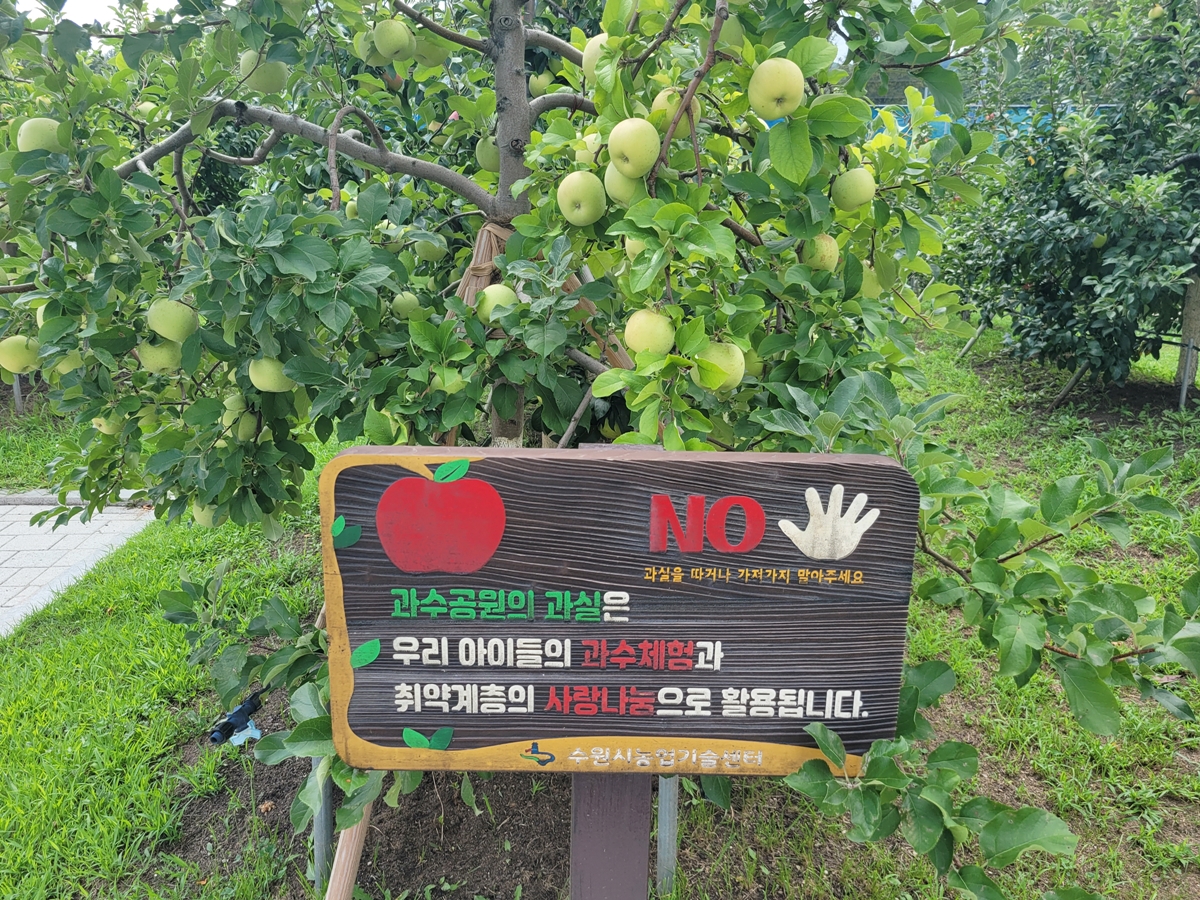 NO
과실을 따거나 가져가지 말아주세요
과수공원의 과실은
우리 아이들의 과수체험과
취약계층의 사랑나눔으로 활용됩니다.
수원시농업기술센터